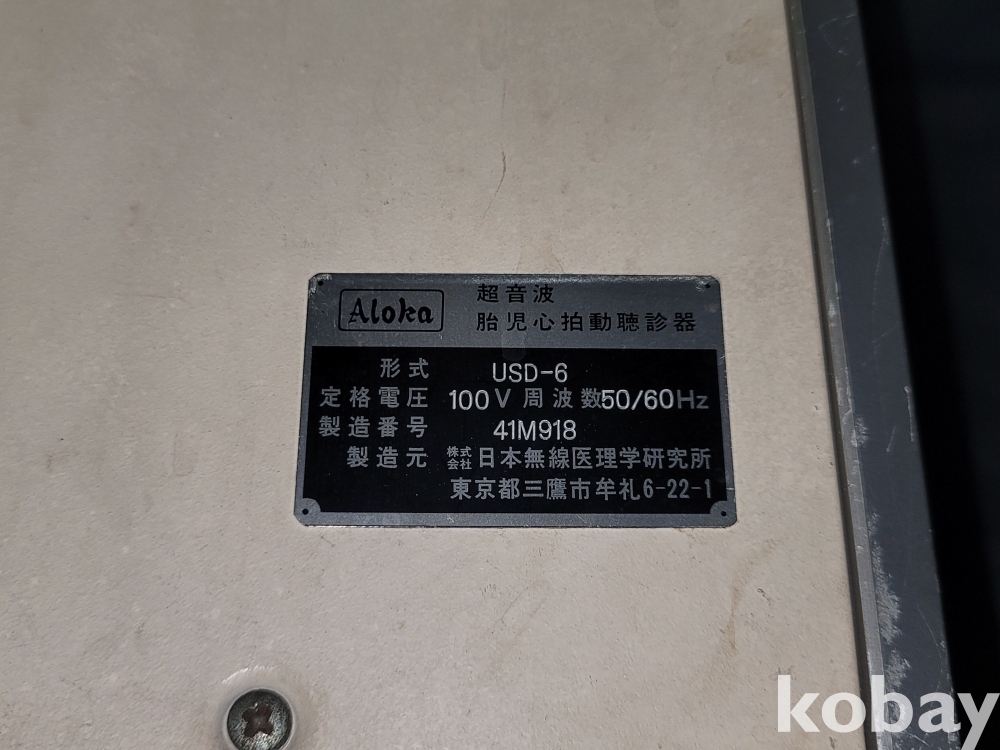 Aloka
超音波
胎児心拍動聴診器
形式 USD-6
定格電圧 100V 周波数50/60Hz
製造番号 41M918
製造元 株式会社日本無線医理学研究所
東京都三鷹市牟礼6-22-1
kobay